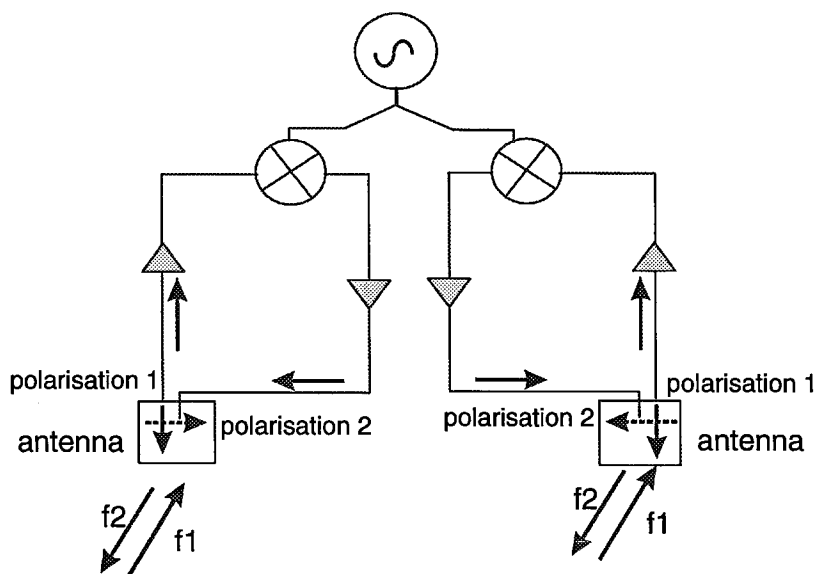 polarisation 1
polarisation 2
antenna
f2
f1
polarisation 1
polarisation 2
antenna
f2
f1